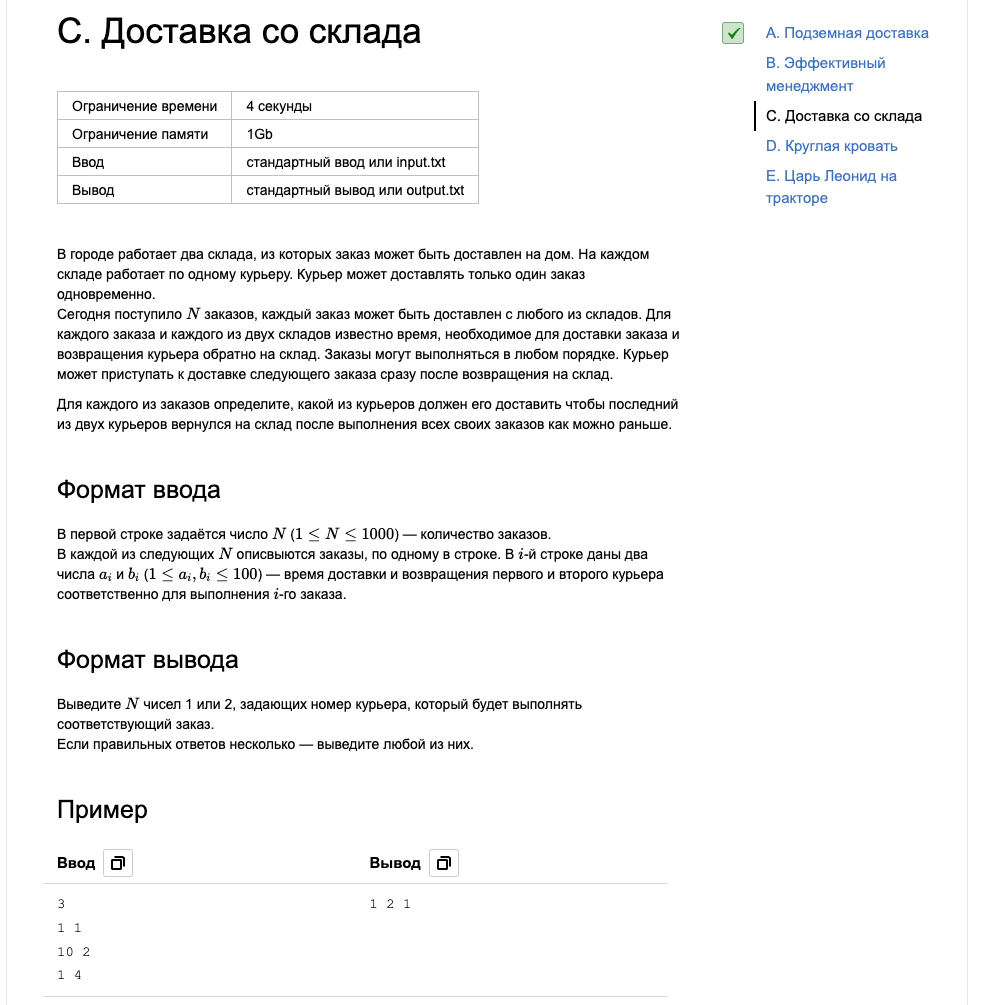 C. Доставка со склада
A. Подземная доставка
B. Эффективный
менеджмент
C. Доставка со склада
D. Круглая кровать
E. Царь Леонид на
тракторе
Ограничение времени 4 секунды
Ограничение памяти 1Gb
Ввод стандартный ввод или input.txt
Вывод стандартный вывод или output.txt
В городе работает два склада, из которых заказ может быть доставлен на дом. На каждом
складе работает по одному курьеру. Курьер может доставлять только один заказ
одновременно.
Сегодня поступило N заказов, каждый заказ может быть доставлен с любого из складов. Для
каждого заказа и каждого из двух складов известно время, необходимое для доставки заказа и
возвращения курьера обратно на склад. Заказы могут выполняться в любом порядке. Курьер
может приступать к доставке следующего заказа сразу после возвращения на склад.
Для каждого из заказов определите, какой из курьеров должен его доставить чтобы последний
из двух курьеров вернулся на склад после выполнения всех своих заказов как можно раньше.
Формат ввода
В первой строке задаётся число N (1 ≤ N ≤ 1000) — количество заказов.
В каждой из следующих N описвыются заказы, по одному в строке. В i-й строке даны два
числа aᵢ и bᵢ (1 ≤ aᵢ, bᵢ ≤ 100) — время доставки и возвращения первого и второго курьера
соответственно для выполнения i-го заказа.
Формат вывода
Выведите N чисел 1 или 2, задающих номер курьера, который будет выполнять
соответствующий заказ.
Если правильных ответов несколько — выведите любой из них.
Пример
Ввод Вывод
3 1 2 1
1 1
10 2
1 4